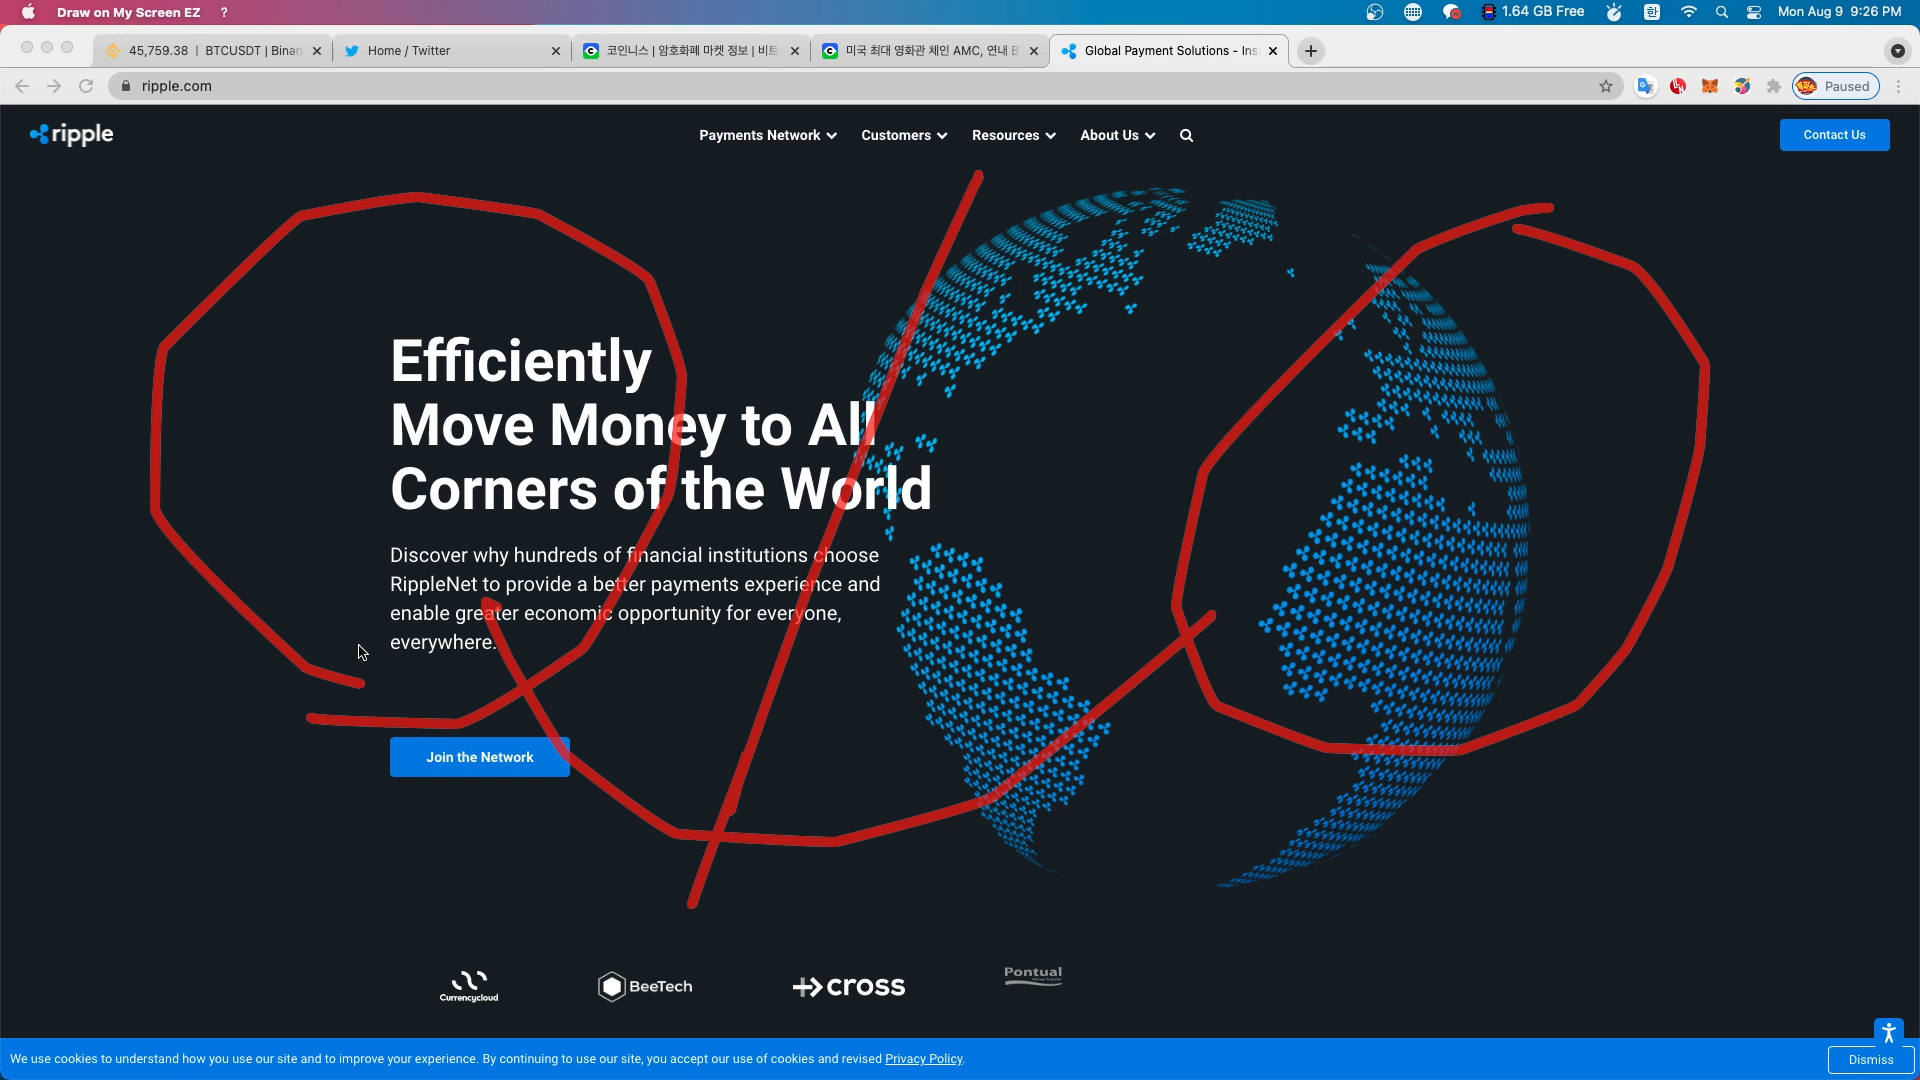 Draw on My Screen EZ ?
1.64 GB Free 한 Mon Aug 9 9:26 PM
45,759.38 | BTCUSDT | Binan
Home / Twitter
코인니스 | 암호화폐 마켓 정보 | 비트
미국 최대 영화관 체인 AMC, 연내 B
Global Payment Solutions - Ins
ripple.com
Paused
ripple
Payments Network
Customers
Resources
About Us
Contact Us
Efficiently
Move Money to All
Corners of the World
Discover why hundreds of financial institutions choose
RippleNet to provide a better payments experience and
enable greater economic opportunity for everyone,
everywhere.
Join the Network
Currencycloud
BeeTech
cross
Pontual
We use cookies to understand how you use our site and to improve your experience. By continuing to use our site, you accept our use of cookies and revised Privacy Policy.
Dismiss